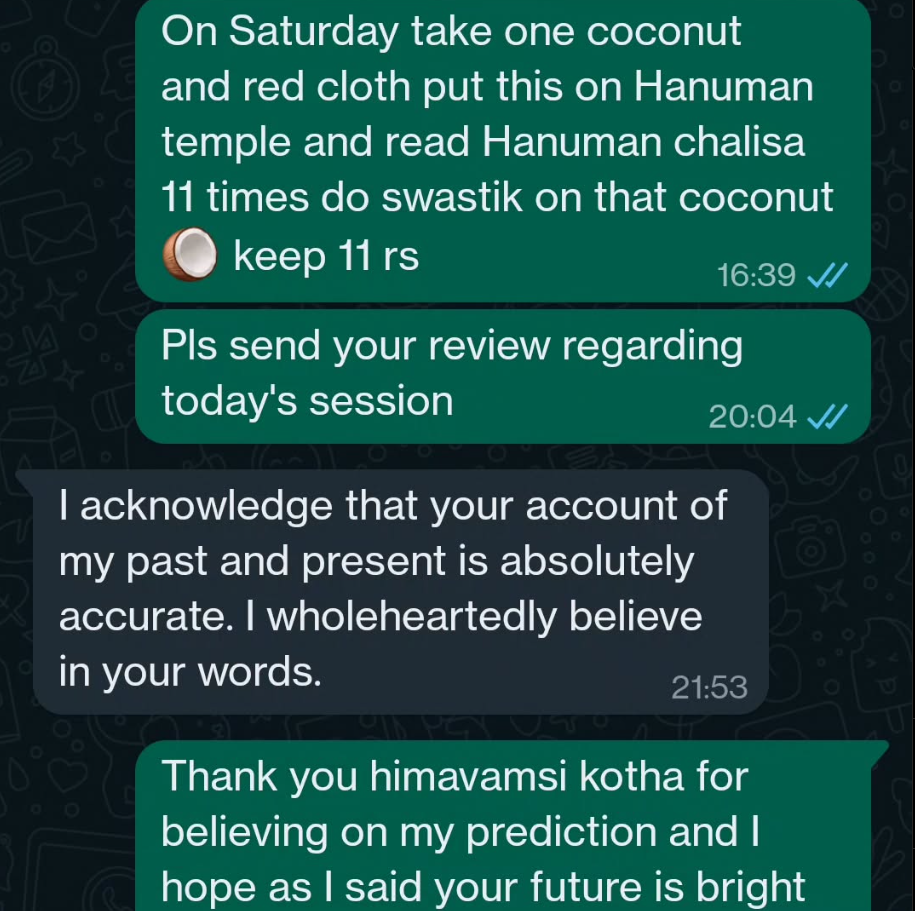 On Saturday take one coconut
and red cloth put this on Hanuman
temple and read Hanuman chalisa
11 times do swastik on that coconut
🥥 keep 11 rs
16:39
Pls send your review regarding
today's session
20:04
I acknowledge that your account of
my past and present is absolutely
accurate. I wholeheartedly believe
in your words.
21:53
Thank you himavamsi kotha for
believing on my prediction and I
hope as I said your future is bright